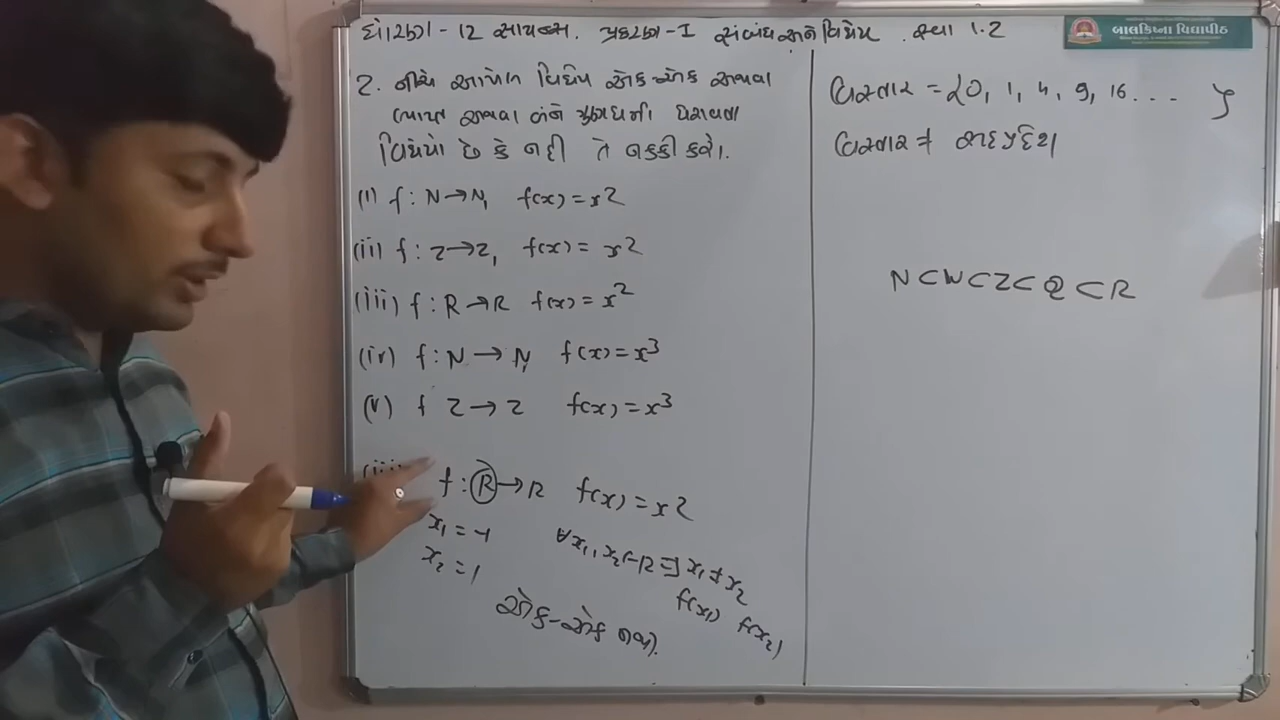 ધોરણ - 12 સાયન્સ. પ્રકરણ - I સંબંધ અને વિધેય. સ્વા 1.2
બાલકિષ્ના વિદ્યાપીઠ
2. નીચે આપેલ વિધેય એક-એક અથવા
વ્યાપ્ત અથવા બંને ગુણધર્મો ધરાવતા
વિધેયો છે કે નહી તે નક્કી કરો.
(i) f : N→N, f(x) = x²
(ii) f : Z→Z, f(x) = x²
(iii) f : R→R f(x) = x²
(iv) f : N → N, f(x) = x³
(v) f Z → Z f(x) = x³
(iii) f : R → R f(x) = x²
x₁ = -1
x₂ = 1
∀ x₁, x₂ ∈ R ∃ x₁ ≠ x₂
f(x₁) f(x₂)
એક-એક નથી.
વિસ્તાર = {0, 1, 4, 9, 16 . . . }
વિસ્તાર ≠ સહપ્રદેશ
N ⊂ W ⊂ Z ⊂ Q ⊂ R